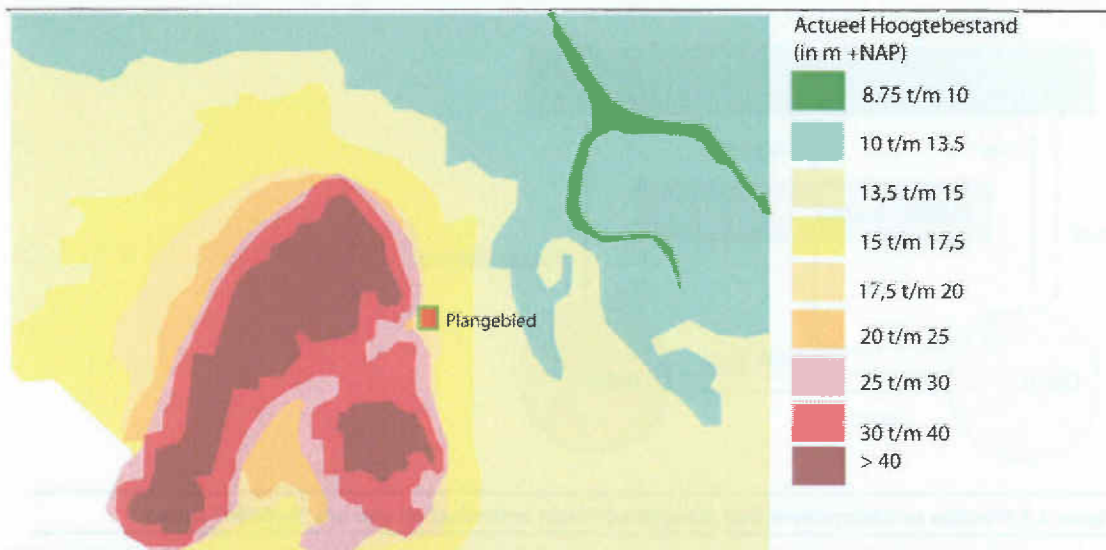 Actueel Hoogtebestand
(in m +NAP)
8.75 t/m 10
10 t/m 13.5
13,5 t/m 15
15 t/m 17,5
17,5 t/m 20
20 t/m 25
25 t/m 30
30 t/m 40
> 40
Plangebied